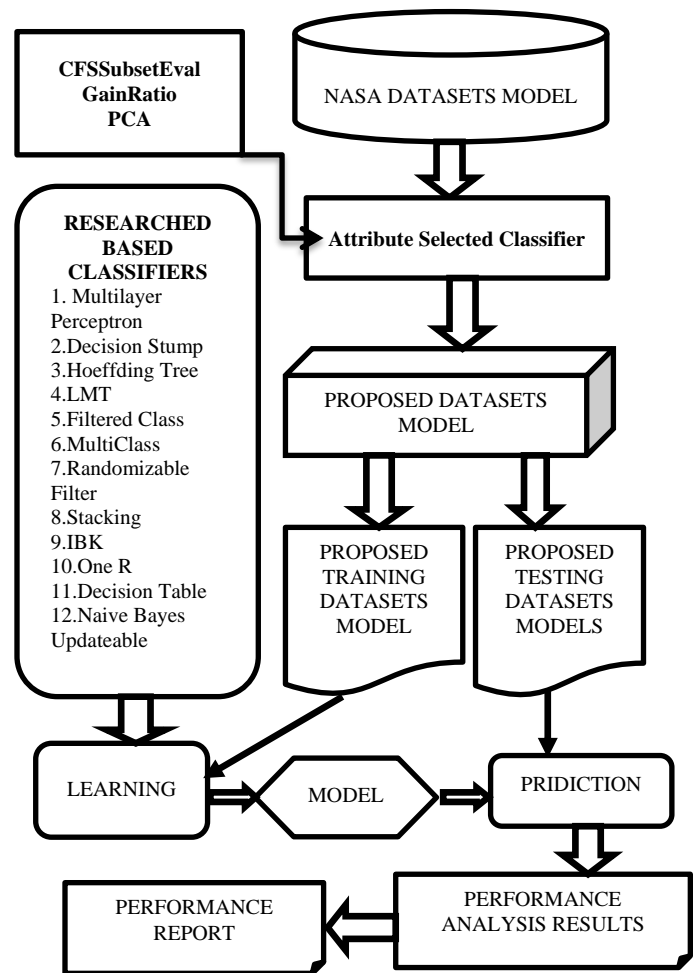 CFSSubsetEval
GainRatio
PCA
NASA DATASETS MODEL
Attribute Selected Classifier
RESEARCHED
BASED
CLASSIFIERS
1. Multilayer
Perceptron
2.Decision Stump
3.Hoeffding Tree
4.LMT
5.Filtered Class
6.MultiClass
7.Randomizable
Filter
8.Stacking
9.IBK
10.One R
11.Decision Table
12.Naive Bayes
Updateable
PROPOSED DATASETS
MODEL
PROPOSED
TRAINING
DATASETS
MODEL
PROPOSED
TESTING
DATASETS
MODELS
LEARNING
MODEL
PRIDICTION
PERFORMANCE
REPORT
PERFORMANCE
ANALYSIS RESULTS